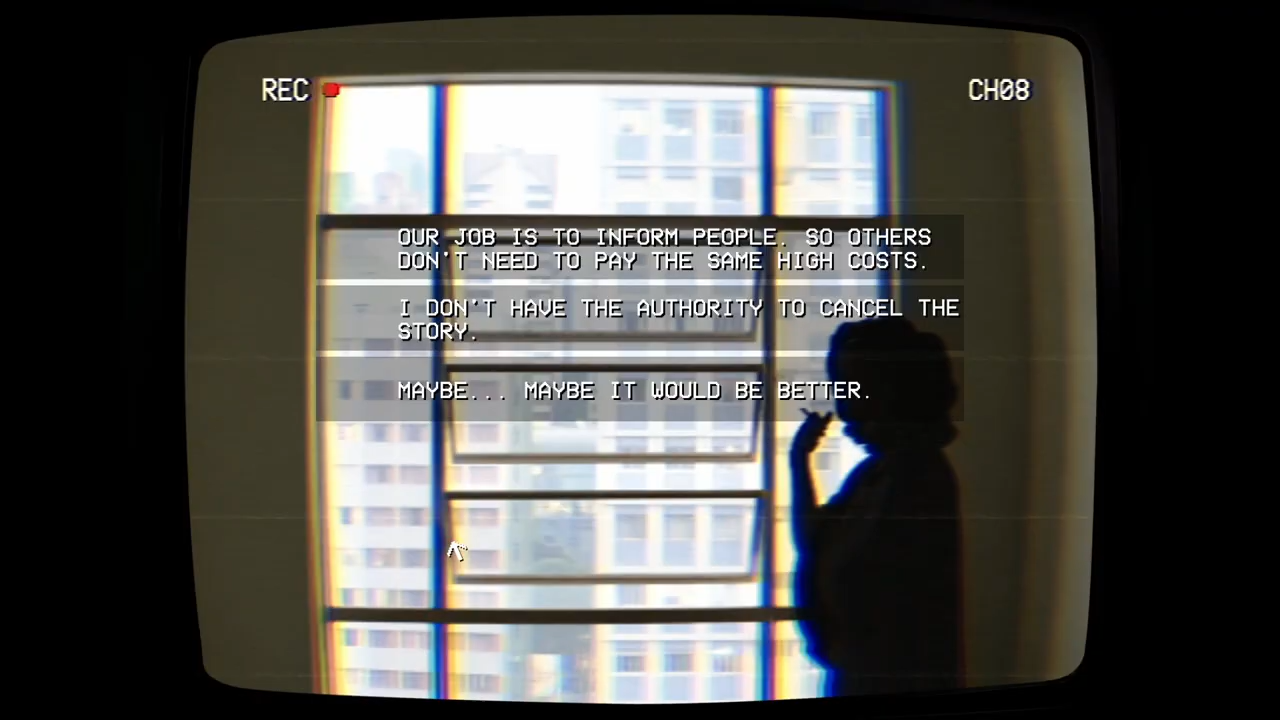 REC
CH08
OUR JOB IS TO INFORM PEOPLE. SO OTHERS
DON'T NEED TO PAY THE SAME HIGH COSTS.
I DON'T HAVE THE AUTHORITY TO CANCEL THE
STORY.
MAYBE... MAYBE IT WOULD BE BETTER.